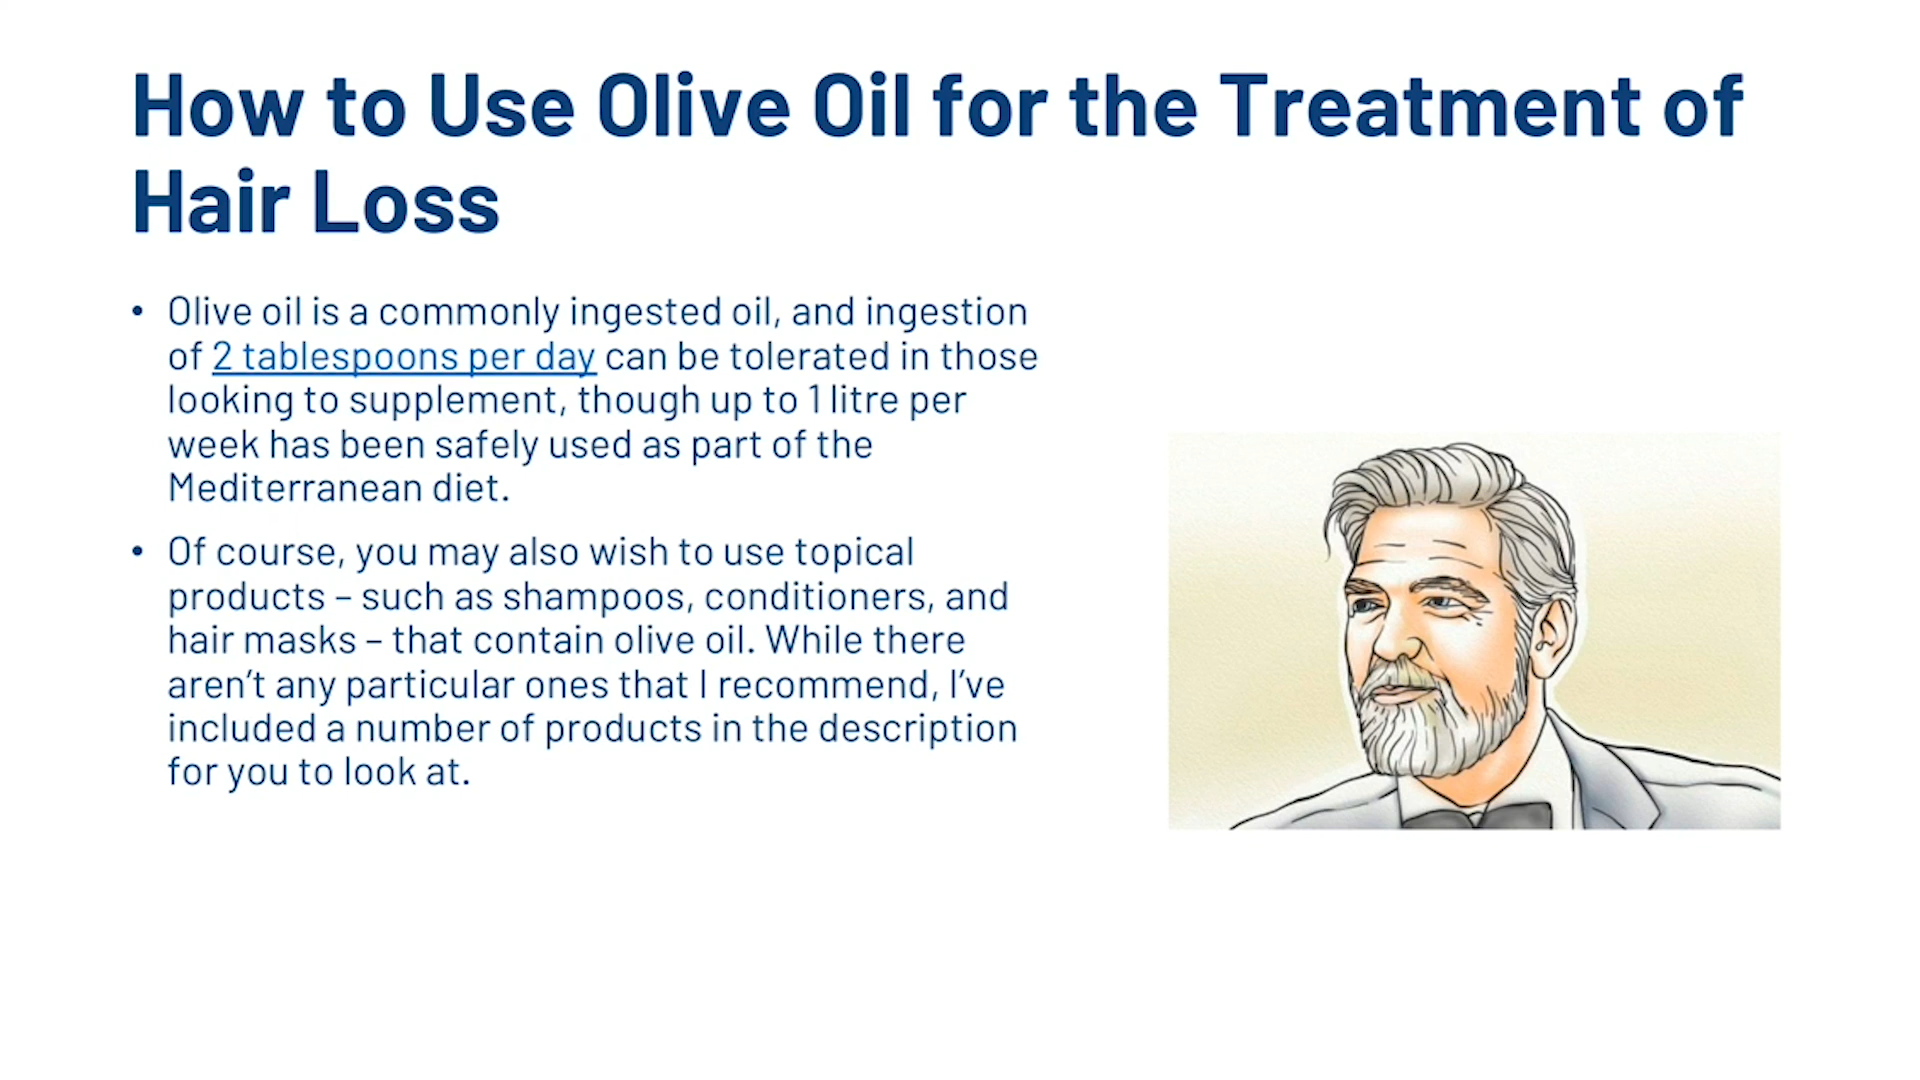 How to Use Olive Oil for the Treatment of
Hair Loss
• Olive oil is a commonly ingested oil, and ingestion
of 2 tablespoons per day can be tolerated in those
looking to supplement, though up to 1 litre per
week has been safely used as part of the
Mediterranean diet.
• Of course, you may also wish to use topical
products – such as shampoos, conditioners, and
hair masks – that contain olive oil. While there
aren’t any particular ones that I recommend, I’ve
included a number of products in the description
for you to look at.